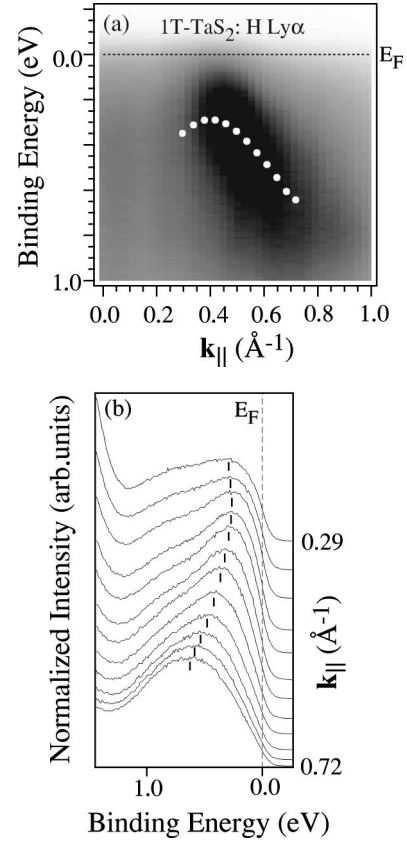 (a) 1T-TaS₂: H Lyα
0.0
E_F
Binding Energy (eV)
1.0
0.0 0.2 0.4 0.6 0.8 1.0
k_|| (Å⁻¹)
(b)
E_F
Normalized Intensity (arb.units)
0.29
k_|| (Å⁻¹)
0.72
1.0 0.0
Binding Energy (eV)